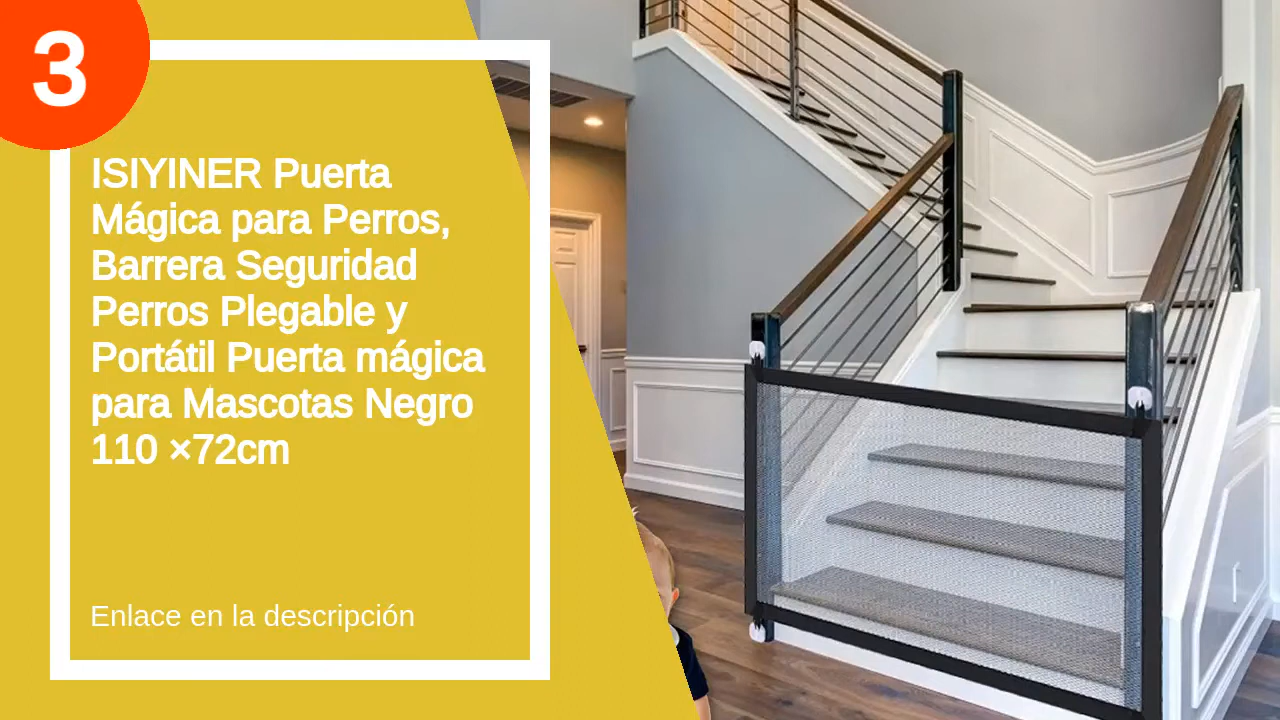 3
ISIYINER Puerta
Mágica para Perros,
Barrera Seguridad
Perros Plegable y
Portátil Puerta mágica
para Mascotas Negro
110 ×72cm
Enlace en la descripción